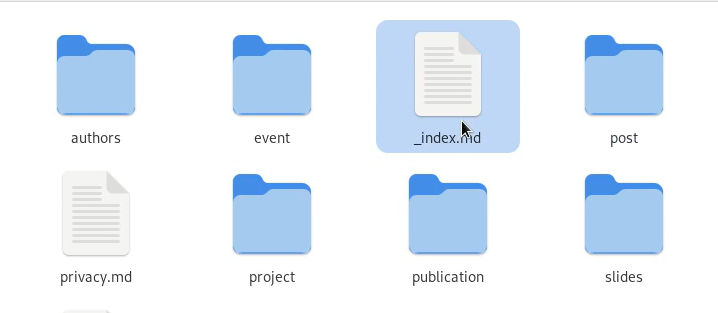 authors
event
_index.md
post
privacy.md
project
publication
slides